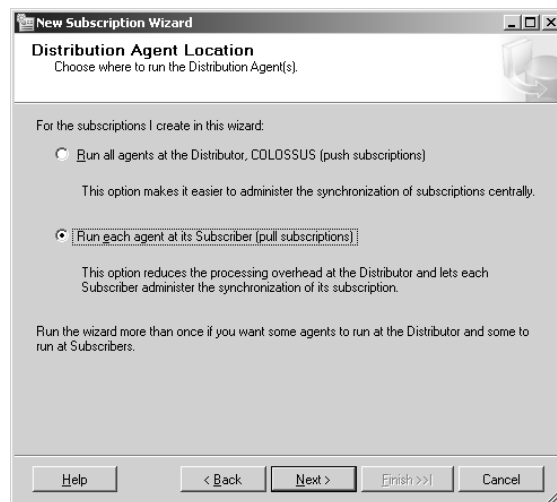 New Subscription Wizard
Distribution Agent Location
Choose where to run the Distribution Agent(s).
For the subscriptions I create in this wizard:
Run all agents at the Distributor, COLOSSUS (push subscriptions)
This option makes it easier to administer the synchronization of subscriptions centrally.
Run each agent at its Subscriber (pull subscriptions)
This option reduces the processing overhead at the Distributor and lets each
Subscriber administer the synchronization of its subscription.
Run the wizard more than once if you want some agents to run at the Distributor and some to
run at Subscribers.
Help < Back Next > Finish >>| Cancel